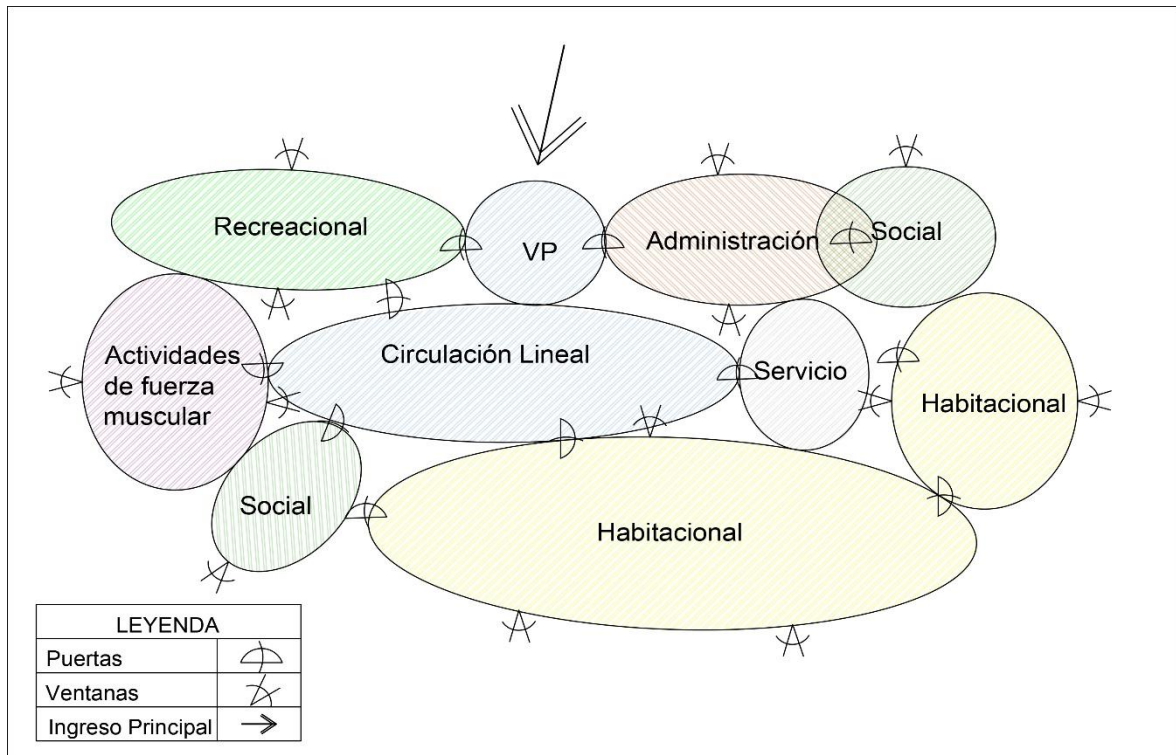 Recreacional
VP
Administración
Social
Actividades
de fuerza
muscular
Circulación Lineal
Servicio
Habitacional
Social
Habitacional
LEYENDA
Puertas
Ventanas
Ingreso Principal